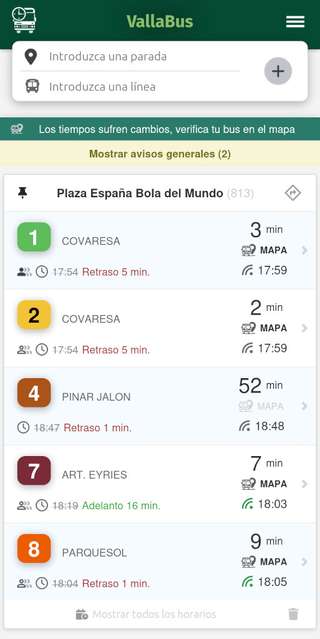 ValLaBus
Introduzca una parada
Introduzca una línea
+
Los tiempos sufren cambios, verifica tu bus en el mapa
Mostrar avisos generales (2)
Plaza España Bola del Mundo (813)
1 COVARESA 3 min
MAPA
17:54 Retraso 5 min. 17:59
2 COVARESA 2 min
MAPA
17:54 Retraso 5 min. 17:59
4 PINAR JALON 52 min
MAPA
18:47 Retraso 1 min. 18:48
7 ART. EYRIES 7 min
MAPA
18:19 Adelanto 16 min. 18:03
8 PARQUESOL 9 min
MAPA
18:04 Retraso 1 min. 18:05
Mostrar todos los horarios